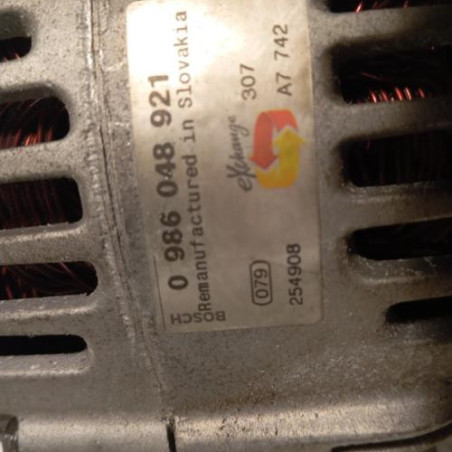 BOSCH
0 986 048 921
Remanufactured in Slovakia
079
eXchange
307
254908
A7 742